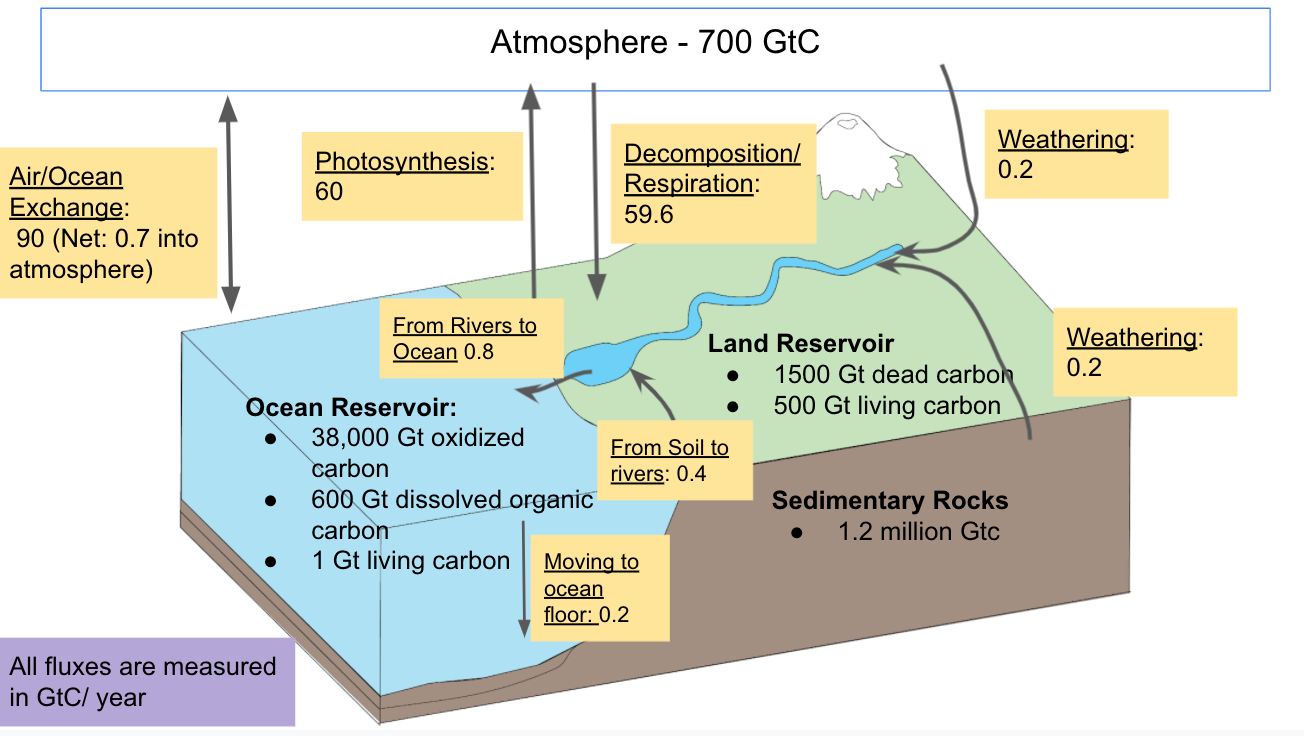 Atmosphere - 700 GtC
Air/Ocean
Exchange:
90 (Net: 0.7 into
atmosphere)
Photosynthesis:
60
Decomposition/
Respiration:
59.6
Weathering:
0.2
From Rivers to
Ocean 0.8
Land Reservoir
● 1500 Gt dead carbon
● 500 Gt living carbon
Weathering:
0.2
Ocean Reservoir:
● 38,000 Gt oxidized
carbon
● 600 Gt dissolved organic
carbon
● 1 Gt living carbon
From Soil to
rivers: 0.4
Sedimentary Rocks
● 1.2 million Gtc
Moving to
ocean
floor: 0.2
All fluxes are measured
in GtC/ year